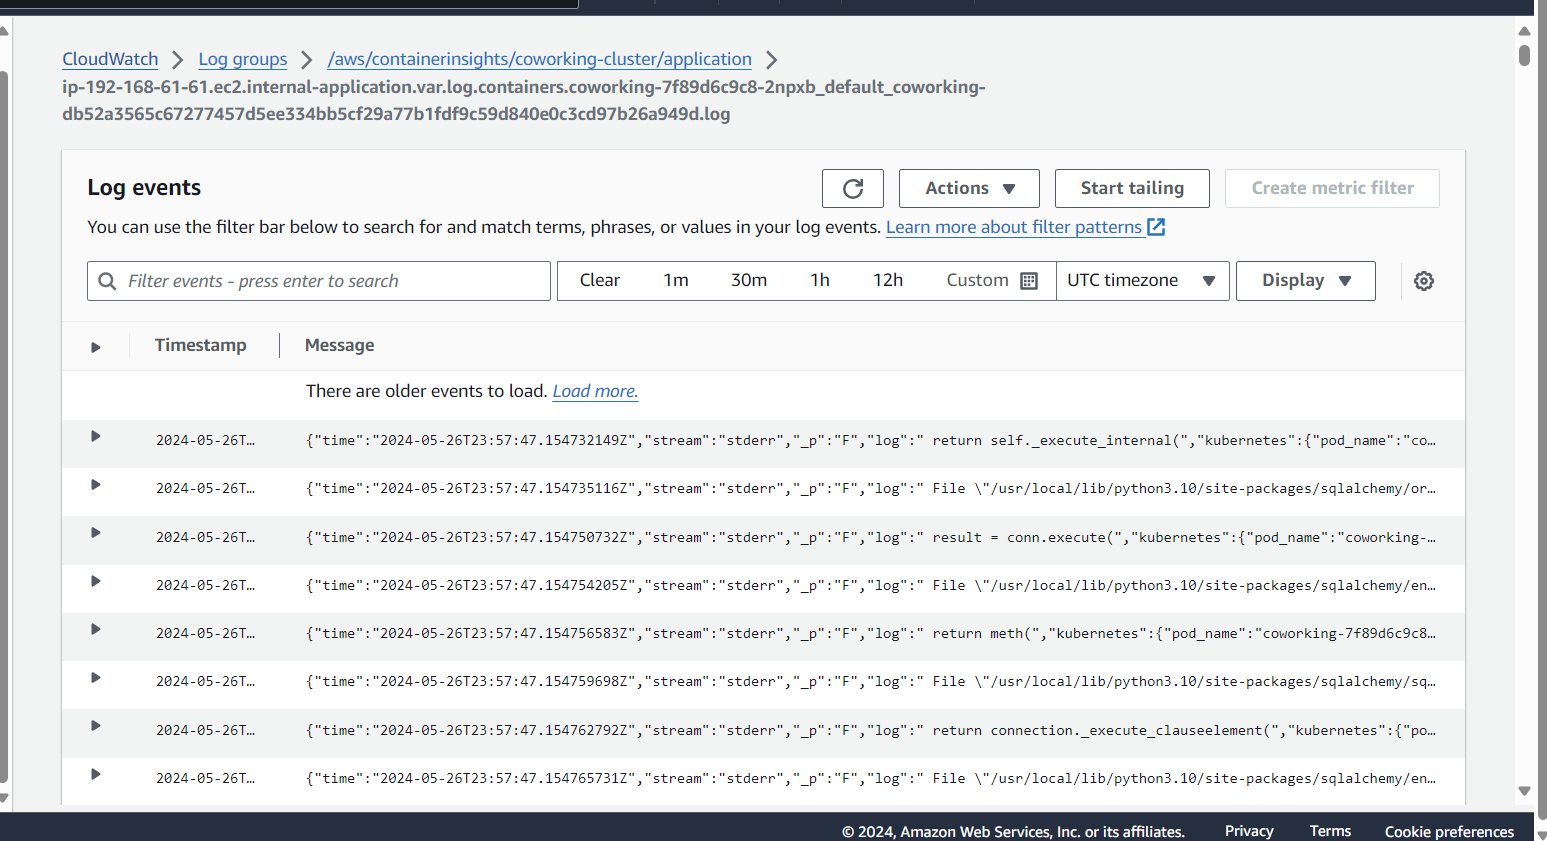 CloudWatch > Log groups > /aws/containerinsights/coworking-cluster/application >
ip-192-168-61-61.ec2.internal-application.var.log.containers.coworking-7f89d6c9c8-2npxb_default_coworking-
db52a3565c67277457d5ee334bb5cf29a77b1fdf9c59d840e0c3cd97b26a949d.log
Log events
Actions
Start tailing
Create metric filter
You can use the filter bar below to search for and match terms, phrases, or values in your log events. Learn more about filter patterns
Filter events - press enter to search
Clear 1m 30m 1h 12h Custom UTC timezone Display
Timestamp Message
There are older events to load. Load more.
2024-05-26T… {"time":"2024-05-26T23:57:47.154732149Z","stream":"stderr","_p":"F","log":" return self._execute_internal(","kubernetes":{"pod_name":"co…
2024-05-26T… {"time":"2024-05-26T23:57:47.154735116Z","stream":"stderr","_p":"F","log":" File \"/usr/local/lib/python3.10/site-packages/sqlalchemy/or…
2024-05-26T… {"time":"2024-05-26T23:57:47.154750732Z","stream":"stderr","_p":"F","log":" result = conn.execute(","kubernetes":{"pod_name":"coworking-…
2024-05-26T… {"time":"2024-05-26T23:57:47.154754205Z","stream":"stderr","_p":"F","log":" File \"/usr/local/lib/python3.10/site-packages/sqlalchemy/en…
2024-05-26T… {"time":"2024-05-26T23:57:47.154756583Z","stream":"stderr","_p":"F","log":" return meth(","kubernetes":{"pod_name":"coworking-7f89d6c9c8…
2024-05-26T… {"time":"2024-05-26T23:57:47.154759698Z","stream":"stderr","_p":"F","log":" File \"/usr/local/lib/python3.10/site-packages/sqlalchemy/sq…
2024-05-26T… {"time":"2024-05-26T23:57:47.154762792Z","stream":"stderr","_p":"F","log":" return connection._execute_clauseelement(","kubernetes":{"po…
2024-05-26T… {"time":"2024-05-26T23:57:47.154765731Z","stream":"stderr","_p":"F","log":" File \"/usr/local/lib/python3.10/site-packages/sqlalchemy/en…
© 2024, Amazon Web Services, Inc. or its affiliates. Privacy Terms Cookie preferences